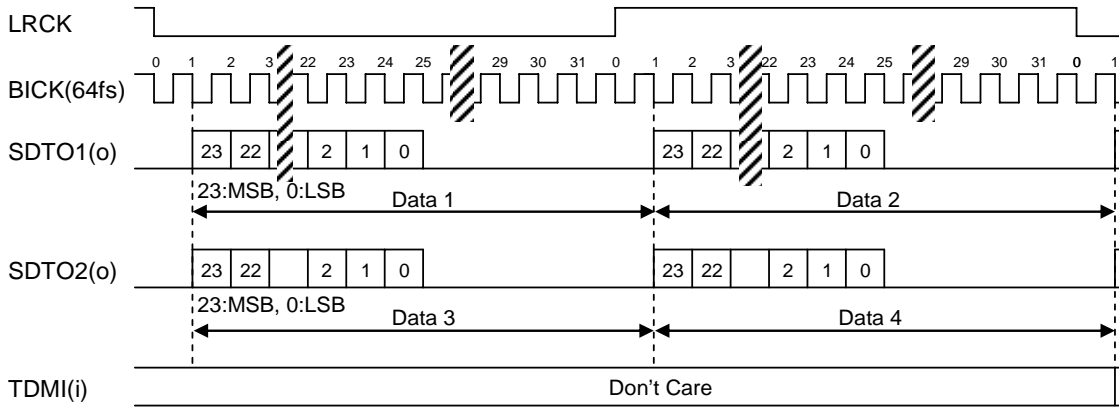 LRCK
0 1 2 3 22 23 24 25 29 30 31 0 1 2 3 22 23 24 25 29 30 31 0 1
BICK(64fs)
SDTO1(o)
23 22 2 1 0 23 22 2 1 0
23:MSB, 0:LSB
Data 1 Data 2
SDTO2(o)
23 22 2 1 0 23 22 2 1 0
23:MSB, 0:LSB
Data 3 Data 4
TDMI(i)
Don't Care